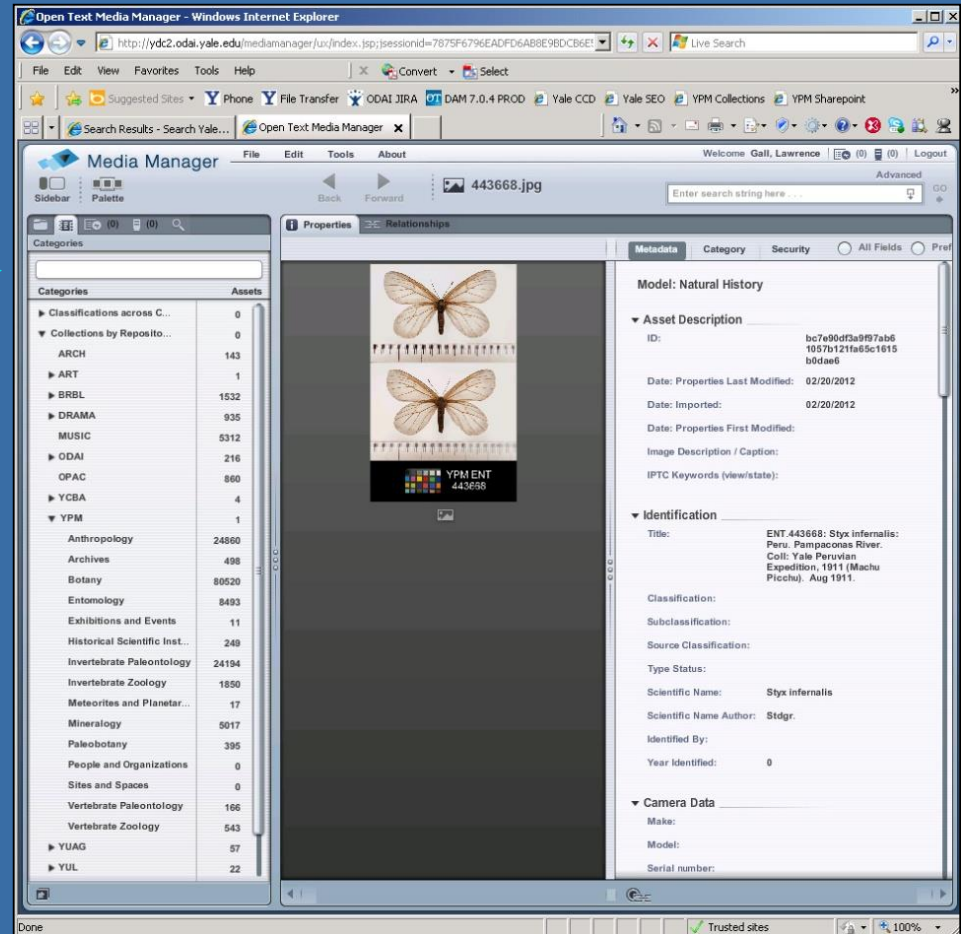 Open Text Media Manager - Windows Internet Explorer
http://ydc2.odai.yale.edu/mediamanager/ux/index.jsp;jsessionid=7875F6796EADFD6AB8E9BDCB6E
Live Search
File Edit View Favorites Tools Help
Convert Select
Suggested Sites Phone File Transfer ODAI JIRA DAM 7.0.4 PROD Yale CCD Yale SEO YPM Collections YPM Sharepoint
Search Results - Search Yale... Open Text Media Manager
Media Manager File Edit Tools About
Welcome Gall, Lawrence (0) (0) Logout
Sidebar Palette Back Forward 443668.jpg
Advanced
Enter search string here . . . GO
(0) (0)
Categories
Categories Assets
Classifications across C... 0
Collections by Reposito... 0
ARCH 143
ART 1
BRBL 1532
DRAMA 935
MUSIC 5312
ODAI 216
OPAC 860
YCBA 4
YPM 1
Anthropology 24860
Archives 498
Botany 80520
Entomology 8493
Exhibitions and Events 11
Historical Scientific Inst... 249
Invertebrate Paleontology 24194
Invertebrate Zoology 1850
Meteorites and Planetar... 17
Mineralogy 5017
Paleobotany 395
People and Organizations 0
Sites and Spaces 0
Vertebrate Paleontology 166
Vertebrate Zoology 543
YUAG 57
YUL 22
Properties Relationships
YPM ENT
443668
Metadata Category Security All Fields Pref
Model: Natural History
Asset Description
ID: bc7e90df3a9f97ab6
1057b121fa65c1615
b0dae6
Date: Properties Last Modified: 02/20/2012
Date: Imported: 02/20/2012
Date: Properties First Modified:
Image Description / Caption:
IPTC Keywords (view/state):
Identification
Title: ENT.443668: Styx infernalis:
Peru. Pampaconas River.
Coll: Yale Peruvian
Expedition, 1911 (Machu
Picchu). Aug 1911.
Classification:
Subclassification:
Source Classification:
Type Status:
Scientific Name: Styx infernalis
Scientific Name Author: Stdgr.
Identified By:
Year Identified: 0
Camera Data
Make:
Model:
Serial number:
Done Trusted sites 100%